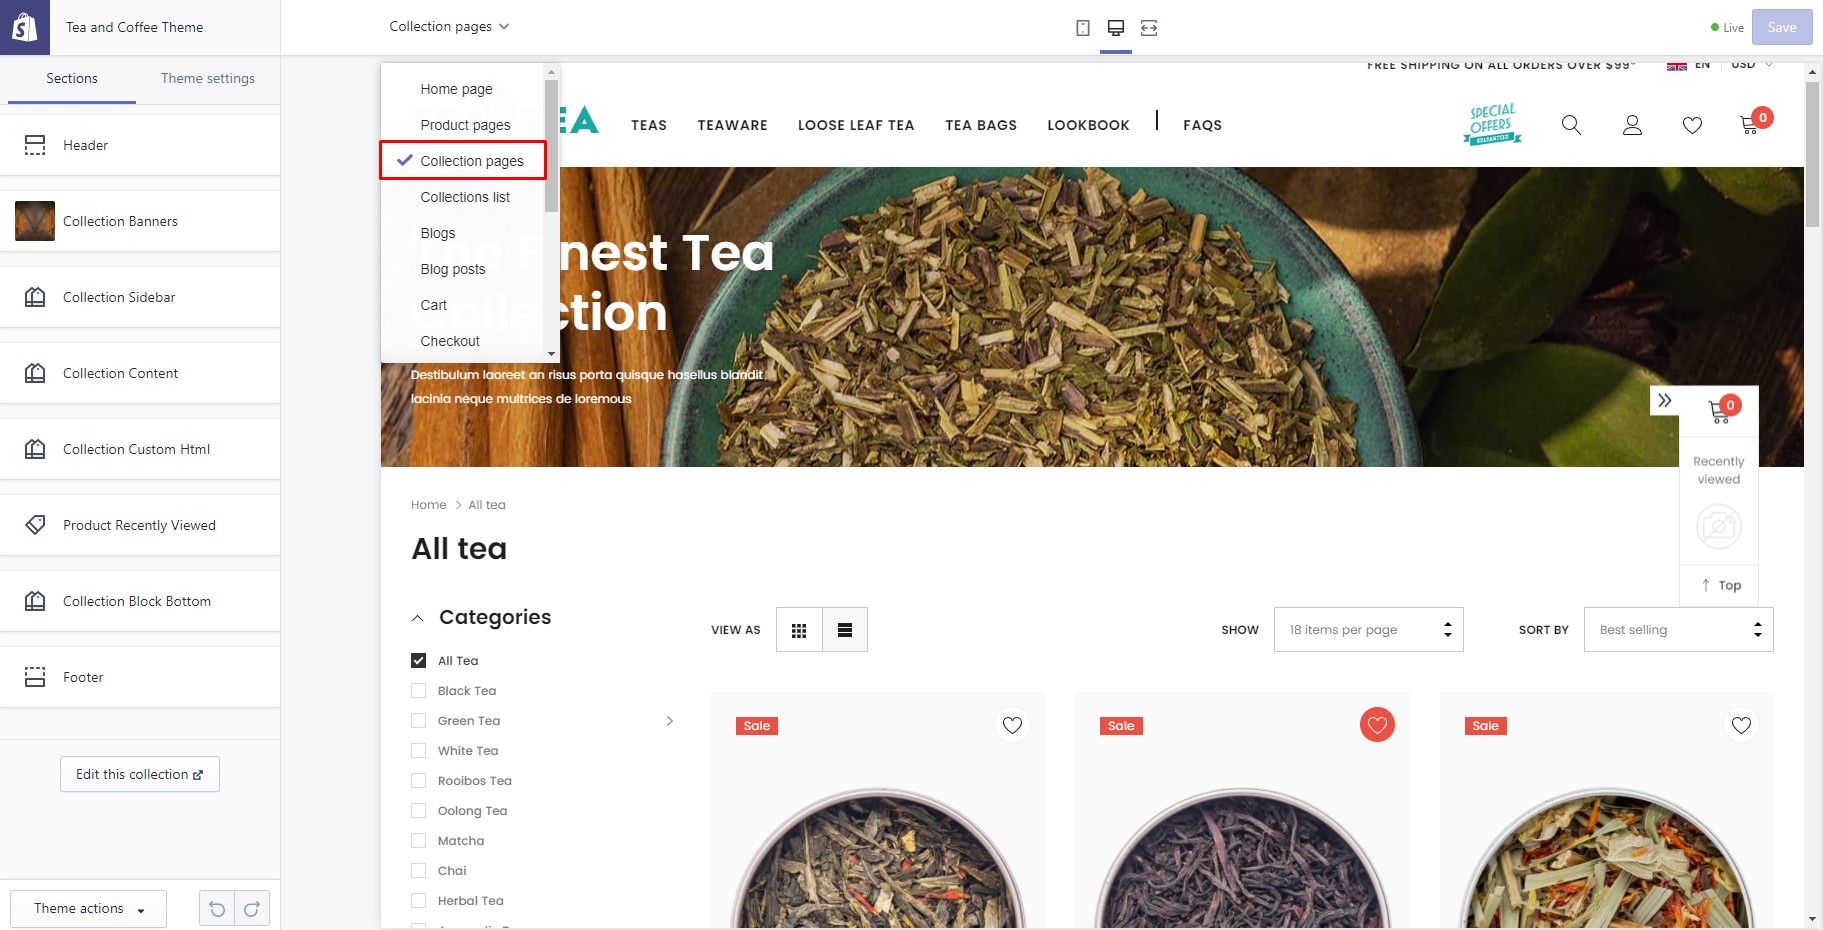 Tea and Coffee Theme
Collection pages
Live
Save
Sections
Theme settings
Header
Collection Banners
Collection Sidebar
Collection Content
Collection Custom Html
Product Recently Viewed
Collection Block Bottom
Footer
Edit this collection
Theme actions
Home page
Product pages
Collection pages
Collections list
Blogs
Blog posts
Cart
Checkout
FREE SHIPPING ON ALL ORDERS OVER $99*
EN
USD
TEAS
TEAWARE
LOOSE LEAF TEA
TEA BAGS
LOOKBOOK
FAQS
SPECIAL
OFFERS
GUARANTEED
0
The Finest Tea
Collection
Destibulum laoreet an risus porta quisque hasellus blandit
lacinia neque multrices de loremous
0
Recently
viewed
Top
Home > All tea
All tea
Categories
All Tea
Black Tea
Green Tea
White Tea
Rooibos Tea
Oolong Tea
Matcha
Chai
Herbal Tea
VIEW AS
SHOW
18 items per page
SORT BY
Best selling
Sale
Sale
Sale